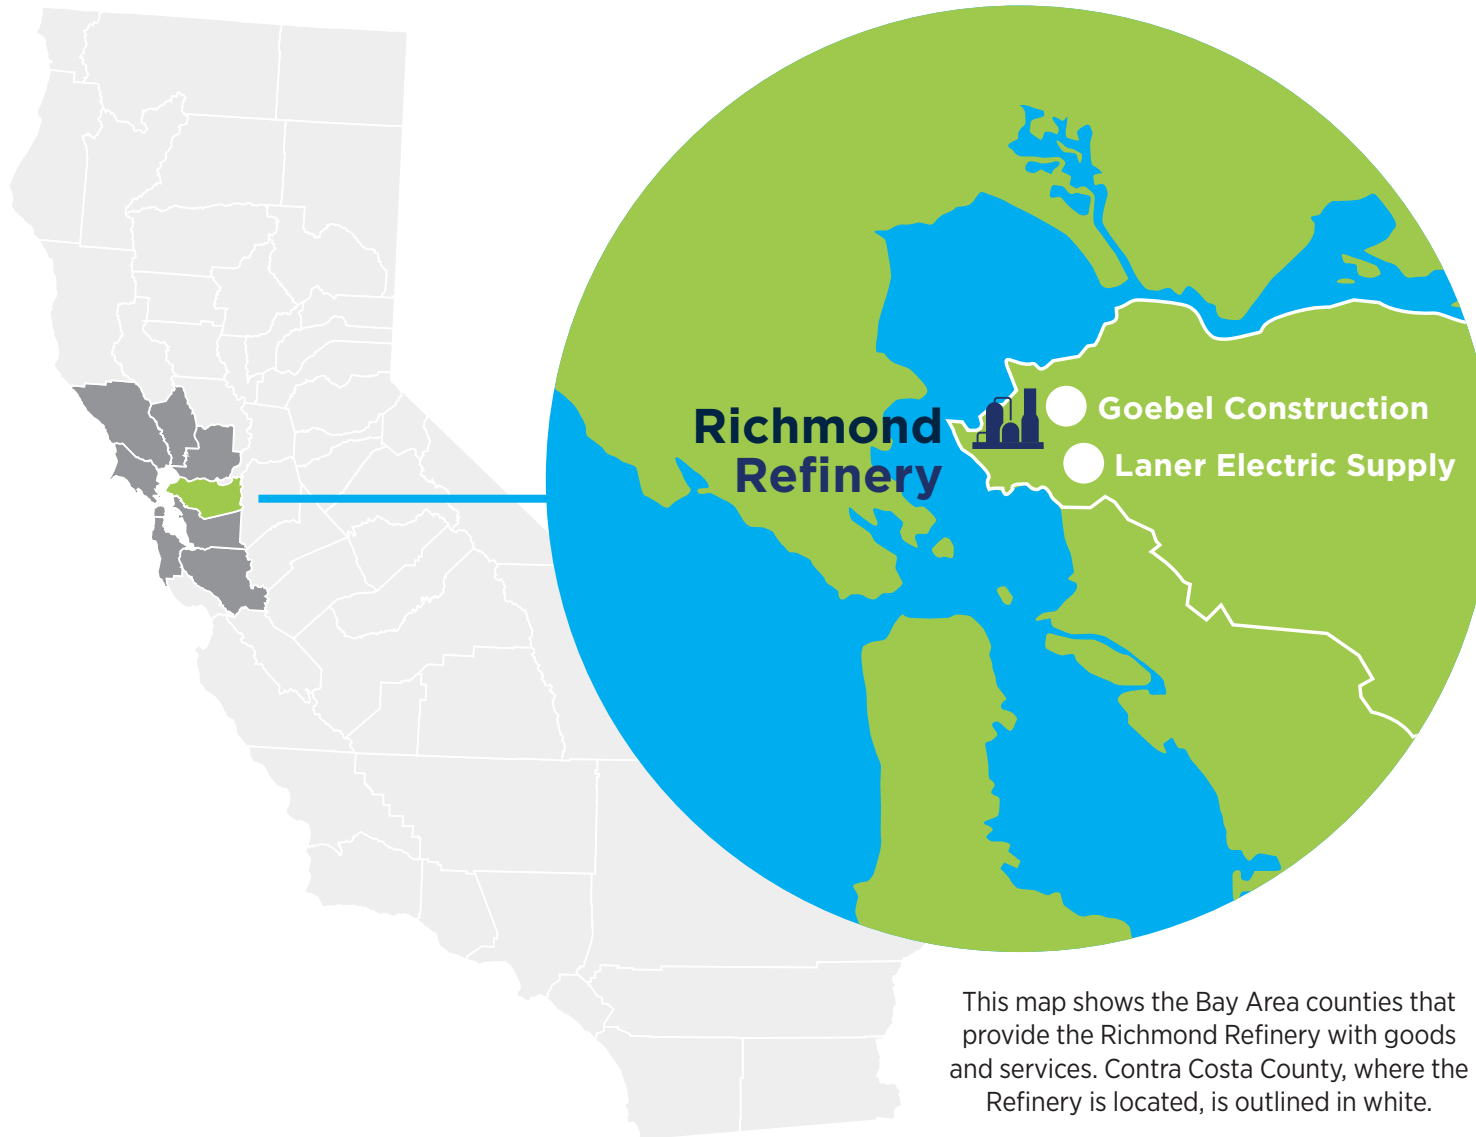 Richmond
Refinery
Goebel Construction
Laner Electric Supply
This map shows the Bay Area counties that
provide the Richmond Refinery with goods
and services. Contra Costa County, where the
Refinery is located, is outlined in white.